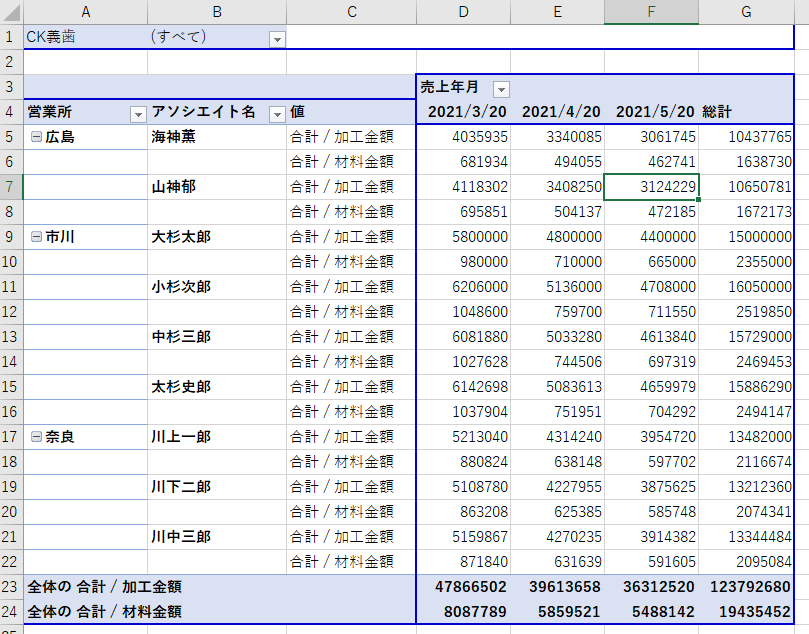 A B C D E F G
1 CK義歯 (すべて)
2
3 売上年月
4 営業所 アソシエイト名 値 2021/3/20 2021/4/20 2021/5/20 総計
5 広島 海神薫 合計 / 加工金額 4035935 3340085 3061745 10437765
6 合計 / 材料金額 681934 494055 462741 1638730
7 山神郁 合計 / 加工金額 4118302 3408250 3124229 10650781
8 合計 / 材料金額 695851 504137 472185 1672173
9 市川 大杉太郎 合計 / 加工金額 5800000 4800000 4400000 15000000
10 合計 / 材料金額 980000 710000 665000 2355000
11 小杉次郎 合計 / 加工金額 6206000 5136000 4708000 16050000
12 合計 / 材料金額 1048600 759700 711550 2519850
13 中杉三郎 合計 / 加工金額 6081880 5033280 4613840 15729000
14 合計 / 材料金額 1027628 744506 697319 2469453
15 太杉史郎 合計 / 加工金額 6142698 5083613 4659979 15886290
16 合計 / 材料金額 1037904 751951 704292 2494147
17 奈良 川上一郎 合計 / 加工金額 5213040 4314240 3954720 13482000
18 合計 / 材料金額 880824 638148 597702 2116674
19 川下二郎 合計 / 加工金額 5108780 4227955 3875625 13212360
20 合計 / 材料金額 863208 625385 585748 2074341
21 川中三郎 合計 / 加工金額 5159867 4270235 3914382 13344484
22 合計 / 材料金額 871840 631639 591605 2095084
23 全体の 合計 / 加工金額 47866502 39613658 36312520 123792680
24 全体の 合計 / 材料金額 8087789 5859521 5488142 19435452